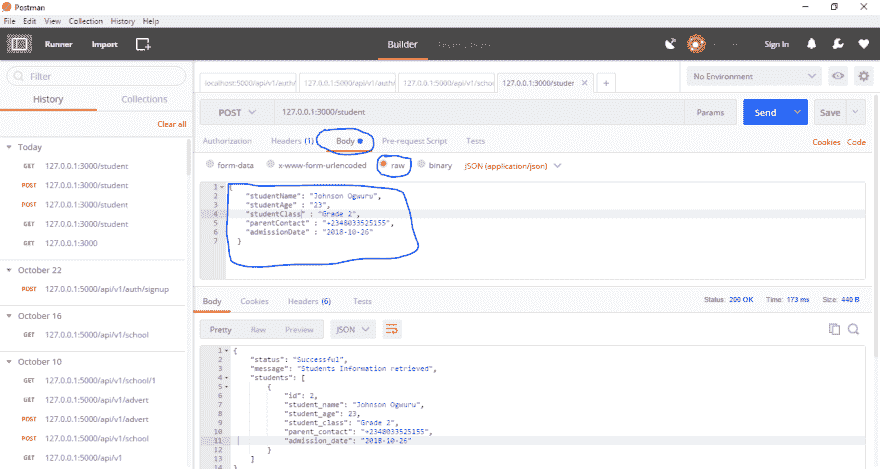 Postman
File Edit View Collection History Help
Runner Import Builder Sign In
Filter
History Collections
Clear all
Today
GET 127.0.0.1:3000/student
POST 127.0.0.1:3000/student
POST 127.0.0.1:3000/student
GET 127.0.0.1:3000/student
GET 127.0.0.1:3000
October 22
POST 127.0.0.1:5000/api/v1/auth/signup
October 16
GET 127.0.0.1:5000/api/v1/school
October 10
GET 127.0.0.1:5000/api/v1/school/1
GET 127.0.0.1:5000/api/v1/advert
POST 127.0.0.1:5000/api/v1/advert
POST 127.0.0.1:5000/api/v1/school
GET 127.0.0.1:5000/api/v1
localhost:5000/api/v1/auth/ 127.0.0.1:5000/api/v1/auth/ 127.0.0.1:5000/api/v1/schoo 127.0.0.1:3000/studen
No Environment
POST 127.0.0.1:3000/student Params Send Save
Authorization Headers (1) Body Pre-request Script Tests Cookies Code
form-data x-www-form-urlencoded raw binary JSON (application/json)
1 {
2 "studentName": "Johnson Ogwuru",
3 "studentAge" : "23",
4 "studentClass" : "Grade 2",
5 "parentContact" : "+2348033525155",
6 "admissionDate" : "2018-10-26"
7 }
Body Cookies Headers (6) Tests Status: 200 OK Time: 173 ms Size: 440 B
Pretty Raw Preview JSON
1 {
2 "status": "Successful",
3 "message": "Students Information retrieved",
4 "students": [
5 {
6 "id": 2,
7 "student_name": "Johnson Ogwuru",
8 "student_age": 23,
9 "student_class": "Grade 2",
10 "parent_contact": "+2348033525155",
11 "admission_date": "2018-10-26"
12 }
13 ]
14 }